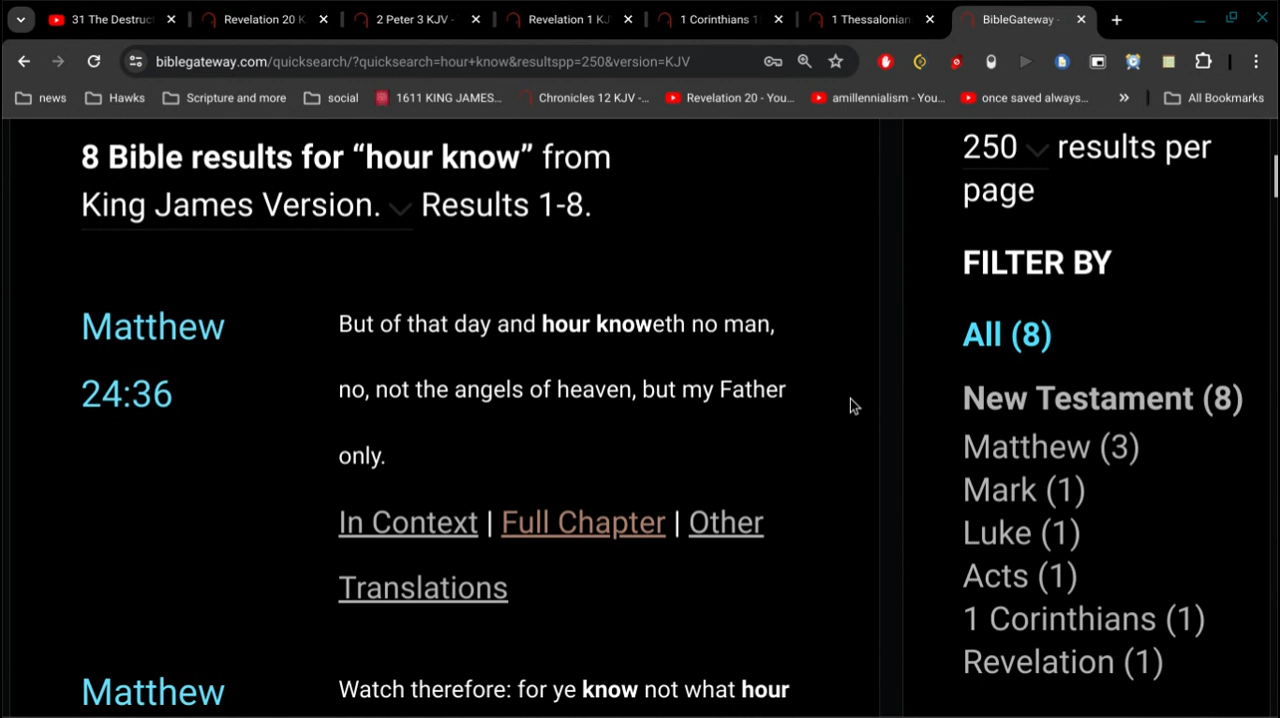 31 The Destruct
Revelation 20 K
2 Peter 3 KJV -
Revelation 1 KJ
1 Corinthians 1
1 Thessalonian
BibleGateway -
biblegateway.com/quicksearch/?quicksearch=hour+know&resultspp=250&version=KJV
news
Hawks
Scripture and more
social
1611 KING JAMES...
Chronicles 12 KJV -...
Revelation 20 - You...
amillennialism - You...
once saved always...
»
All Bookmarks
8 Bible results for “hour know” from
King James Version. Results 1-8.
Matthew
24:36
But of that day and hour knoweth no man,
no, not the angels of heaven, but my Father
only.
In Context | Full Chapter | Other
Translations
Matthew
Watch therefore: for ye know not what hour
250 results per
page
FILTER BY
All (8)
New Testament (8)
Matthew (3)
Mark (1)
Luke (1)
Acts (1)
1 Corinthians (1)
Revelation (1)